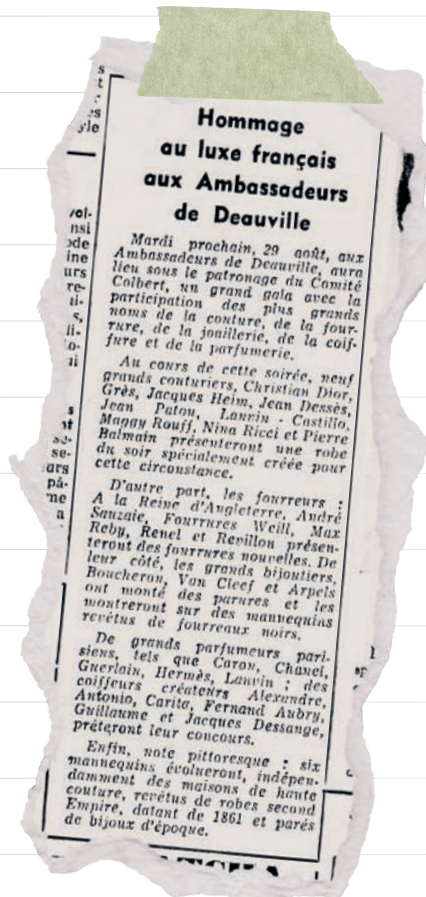 Hommage
au luxe français
aux Ambassadeurs
de Deauville
Mardi prochain, 29 août, aux
Ambassadeurs de Deauville, aura
lieu sous le patronage du Comité
Colbert, un grand gala avec la
participation des plus grands
noms de la couture, de la four-
rure, de la joaillerie, de la coif-
fure et de la parfumerie.
Au cours de cette soirée, neuf
grands couturiers, Christian Dior,
Grès, Jacques Heim, Jean Dessès,
Jean Patou, Lanvin - Castillo,
Maggy Rouff, Nina Ricci et Pierre
Balmain présenteront une robe
du soir spécialement créée pour
cette circonstance.
D'autre part, les fourreurs :
A la Reine d'Angleterre, André
Sauzaie, Fourrures Weill, Max
Reby, Renel et Revillon présen-
teront des fourrures nouvelles. De
leur côté, les grands bijoutiers,
Boucheron, Van Cleef et Arpels
ont monté des parures et les
montreront sur des mannequins
revêtus de fourreaux noirs.
De grands parfumeurs pari-
siens, tels que Caron, Chanel,
Guerlain, Hermès, Lanvin ; des
coiffeurs créateurs Alexandre,
Antonio, Carita, Fernand Aubry,
Guillaume et Jacques Dessange,
prêteront leur concours.
Enfin, note pittoresque : six
mannequins évolueront, indépen-
damment des maisons de haute
couture, revêtus de robes second
Empire, datant de 1861 et parés
de bijoux d'époque.